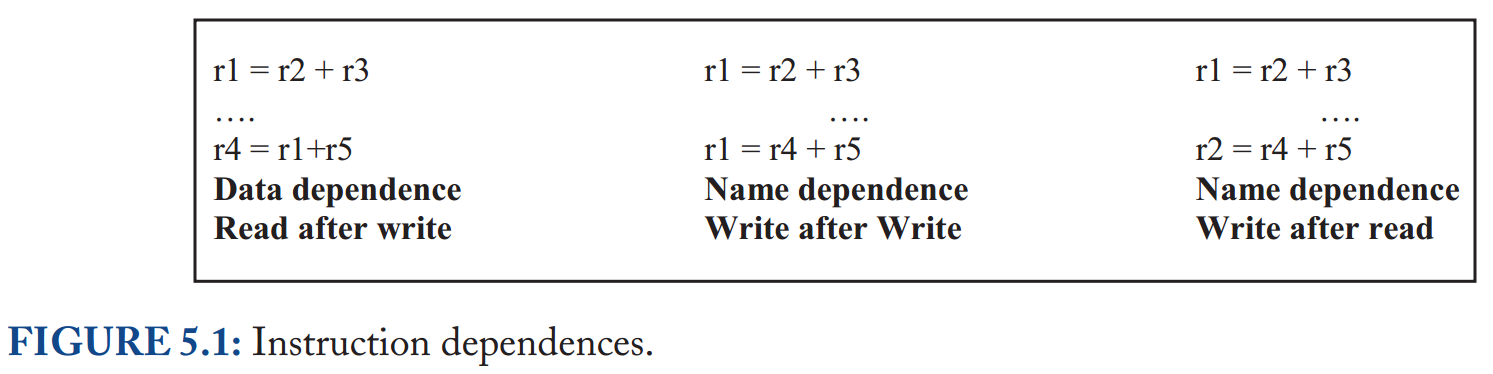 r1 = r2 + r3
....
r4 = r1+r5
Data dependence
Read after write
r1 = r2 + r3
....
r1 = r4 + r5
Name dependence
Write after Write
r1 = r2 + r3
....
r2 = r4 + r5
Name dependence
Write after read
FIGURE 5.1: Instruction dependences.